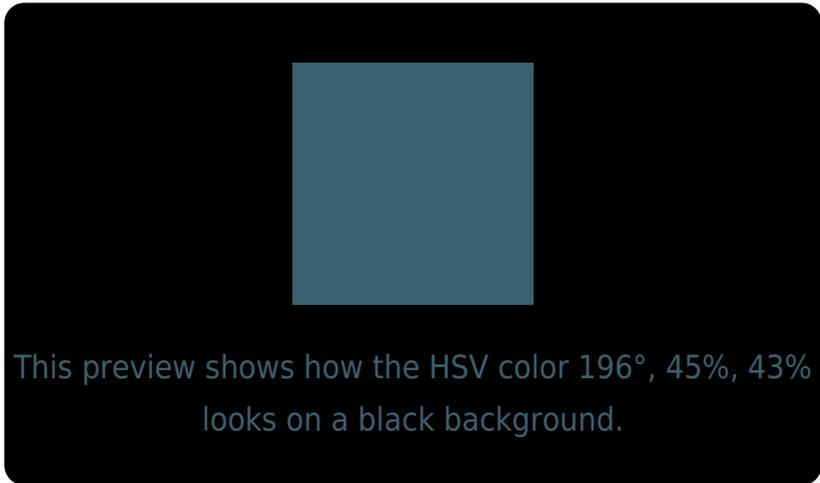 This preview shows how the HSV color 196°, 45%, 43%
looks on a black background.